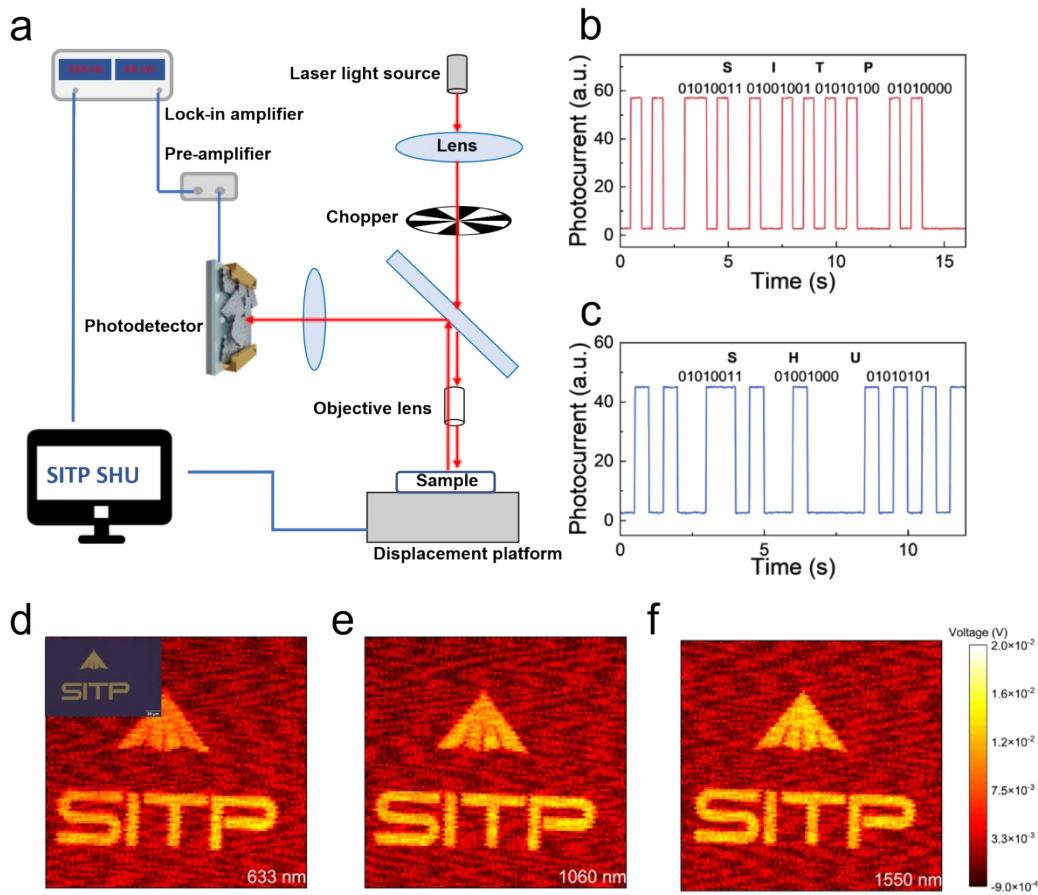 a
Laser light source
Lock-in amplifier
Lens
Pre-amplifier
Chopper
Photodetector
Objective lens
SITP SHU
Sample
Displacement platform
b
Photocurrent (a.u.)
60
40
20
0
S I T P
01010011 01001001 01010100 01010000
0 5 10 15
Time (s)
c
Photocurrent (a.u.)
60
40
20
0
S H U
01010011 01001000 01010101
0 5 10
Time (s)
d
SITP
SITP
633 nm
e
SITP
1060 nm
f
SITP
1550 nm
Voltage (V)
2.0×10⁻²
1.6×10⁻²
1.2×10⁻²
7.5×10⁻³
3.3×10⁻³
-9.0×10⁻⁴